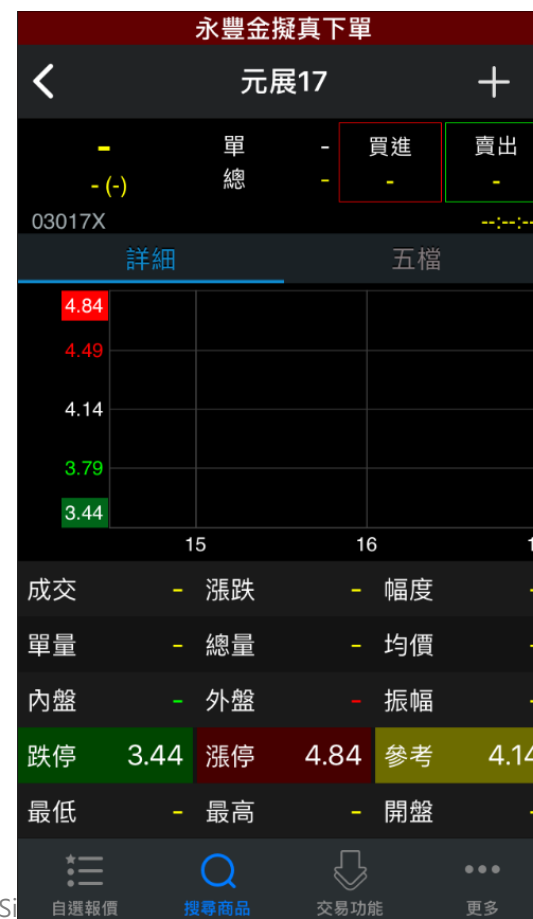 永豐金擬真下單
元展17
單 - 買進 賣出
-
- (-) 總 - - -
03017X --:--:--
詳細 五檔
4.84
4.49
4.14
3.79
3.44
15 16 1
成交 - 漲跌 - 幅度 -
單量 - 總量 - 均價 -
內盤 - 外盤 - 振幅 -
跌停 3.44 漲停 4.84 參考 4.14
最低 - 最高 - 開盤 -
Si 自選報價 搜尋商品 交易功能 更多